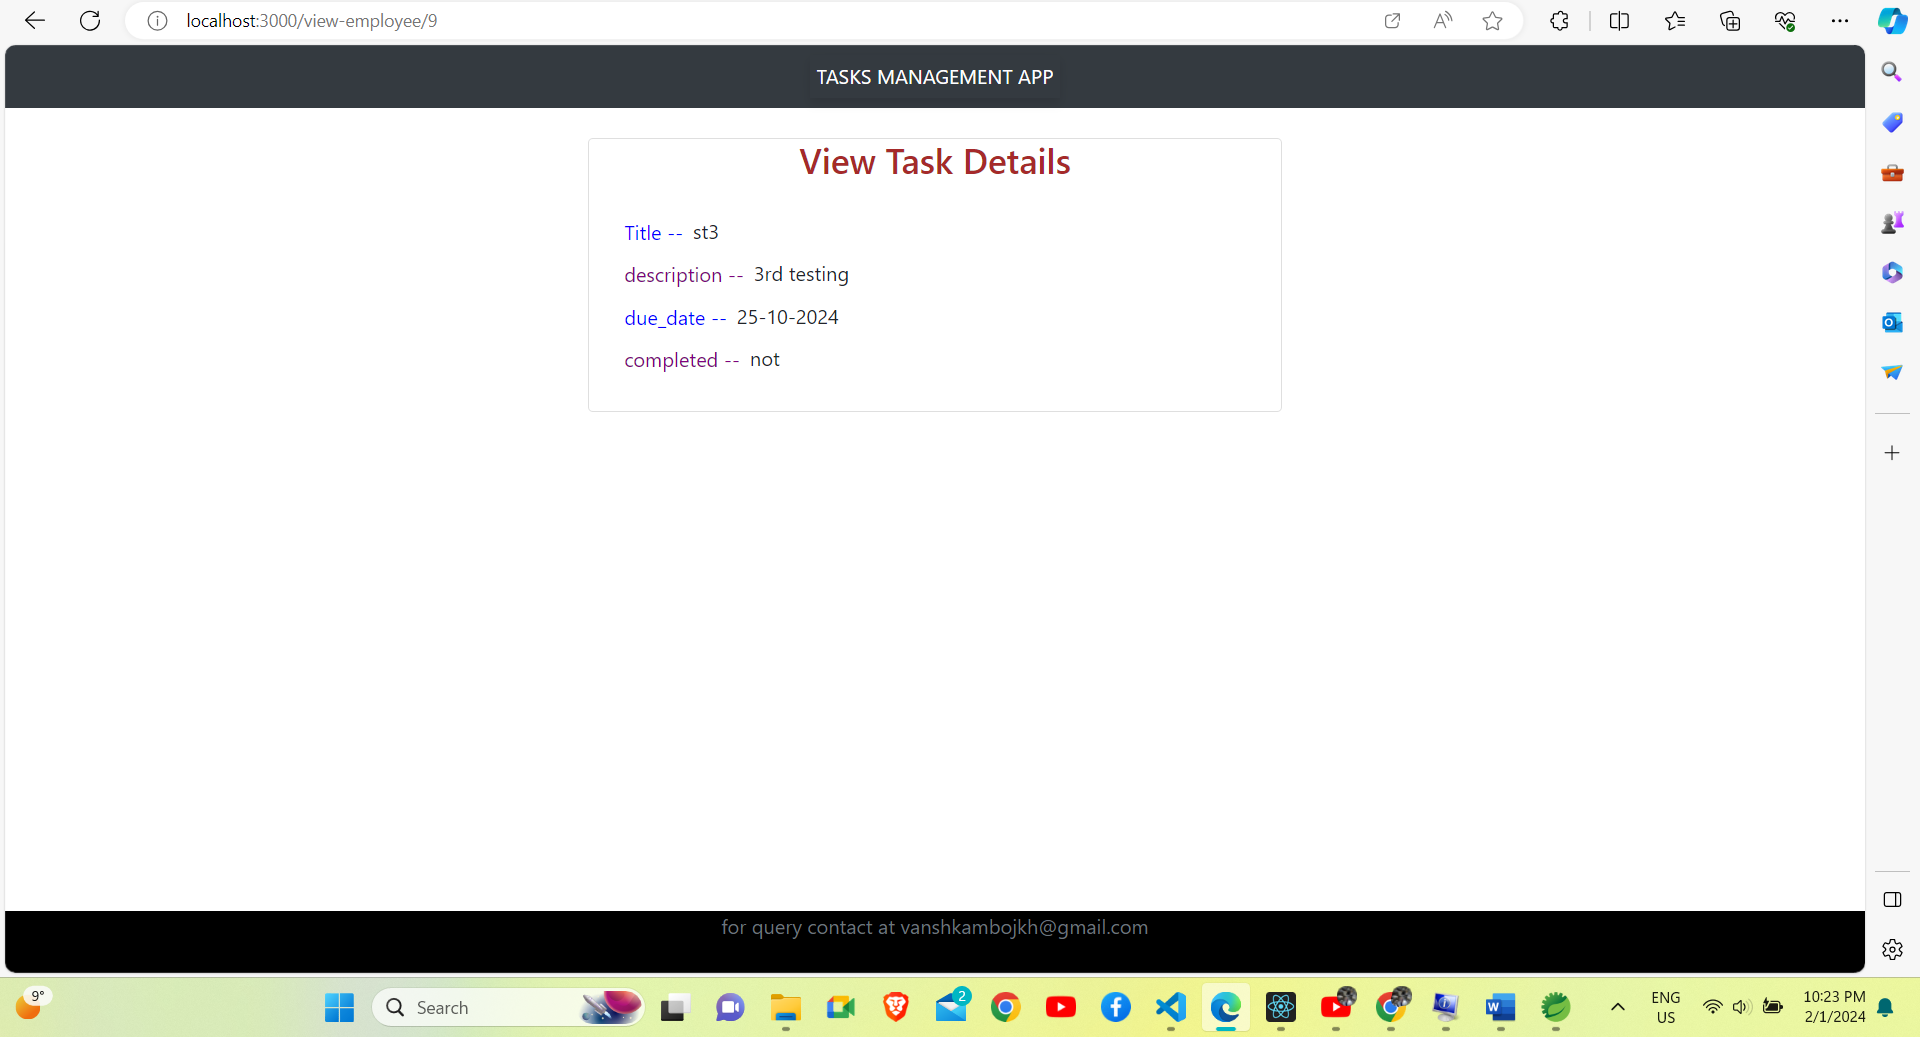 localhost:3000/view-employee/9
TASKS MANAGEMENT APP
View Task Details
Title -- st3
description -- 3rd testing
due_date -- 25-10-2024
completed -- not
for query contact at vanshkambojkh@gmail.com
9°
Search
2
ENG
US
10:23 PM
2/1/2024